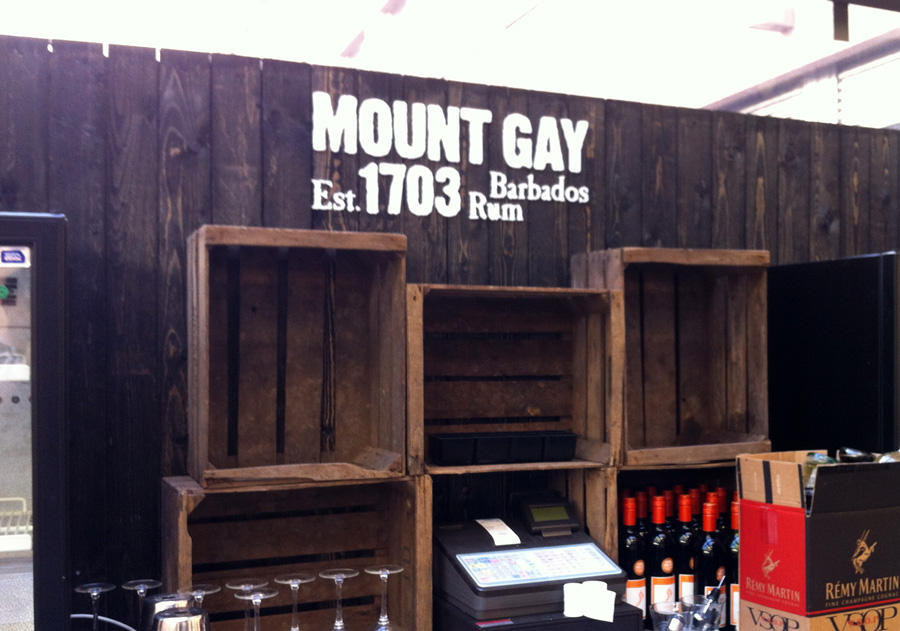 MOUNT GAY
Est. 1703 Barbados Rum
RÉMY MARTIN
VSOP
RÉMY MARTIN
FINE CHAMPAGNE COGNAC
VSOP